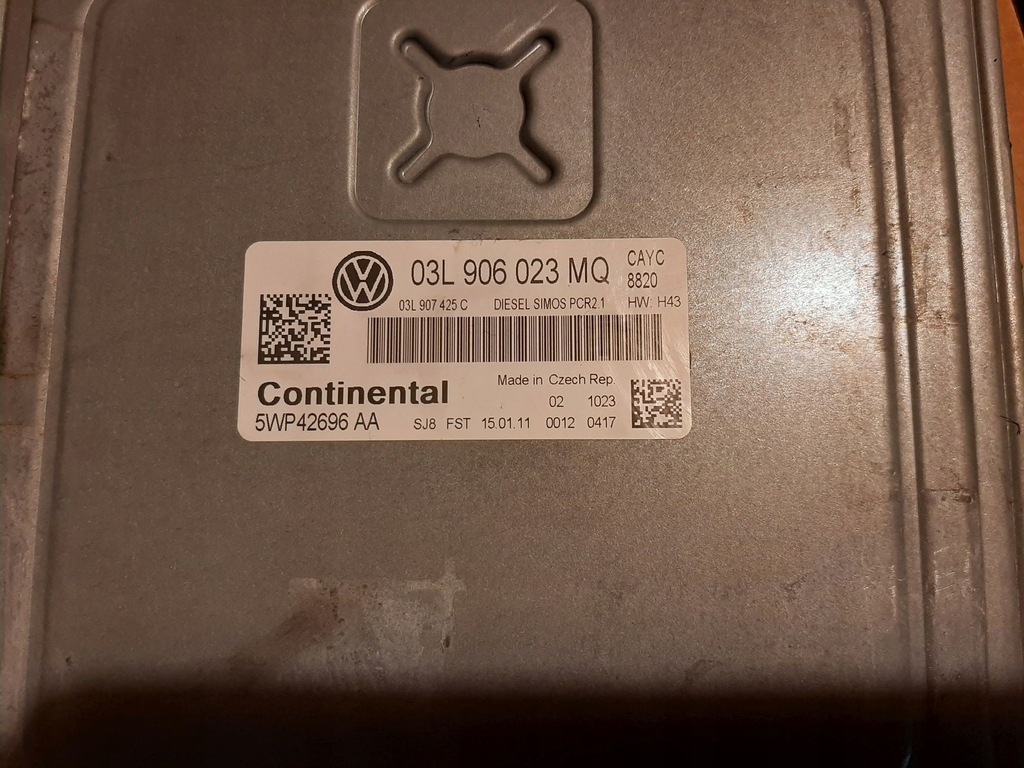 03L 906 023 MQ CAYC
8820
03L 907 425 C DIESEL SIMOS PCR2.1 HW: H43
Continental Made in Czech Rep.
02 1023
5WP42696 AA SJ8 FST 15.01.11 0012 0417